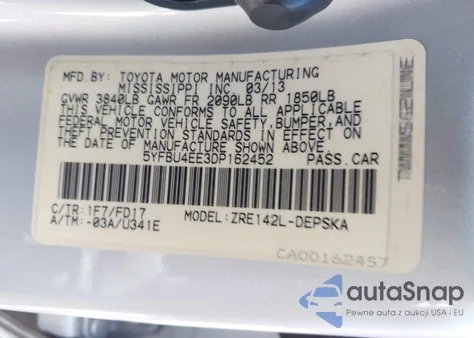 MFD.BY: TOYOTA MOTOR MANUFACTURING
MISSISSIPPI INC 03/13
GVWR 3840LB GAWR FR 2090LB RR 1850LB
THIS VEHICLE CONFORMS TO ALL APPLICABLE
FEDERAL MOTOR VEHICLE SAFETY,BUMPER,AND
THEFT PREVENTION STANDARDS IN EFFECT ON
THE DATE OF MANUFACTURE SHOWN ABOVE.
5YFBU4EE3DP162452 PASS.CAR
C/TR:1F7/FD17 MODEL:ZRE142L-DEPSKA
A/TM:-03A/U341E
CA00162457
autoSnap
Pewne auta z aukcji USA i EU